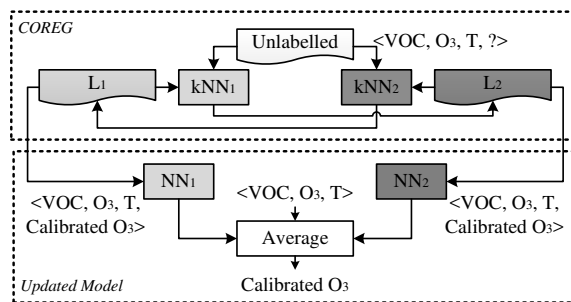 COREG
Unlabelled
<VOC, O3, T, ?>
L1
kNN1
kNN2
L2
NN1
NN2
<VOC, O3, T,
Calibrated O3>
<VOC, O3, T>
<VOC, O3, T,
Calibrated O3>
Average
Calibrated O3
Updated Model